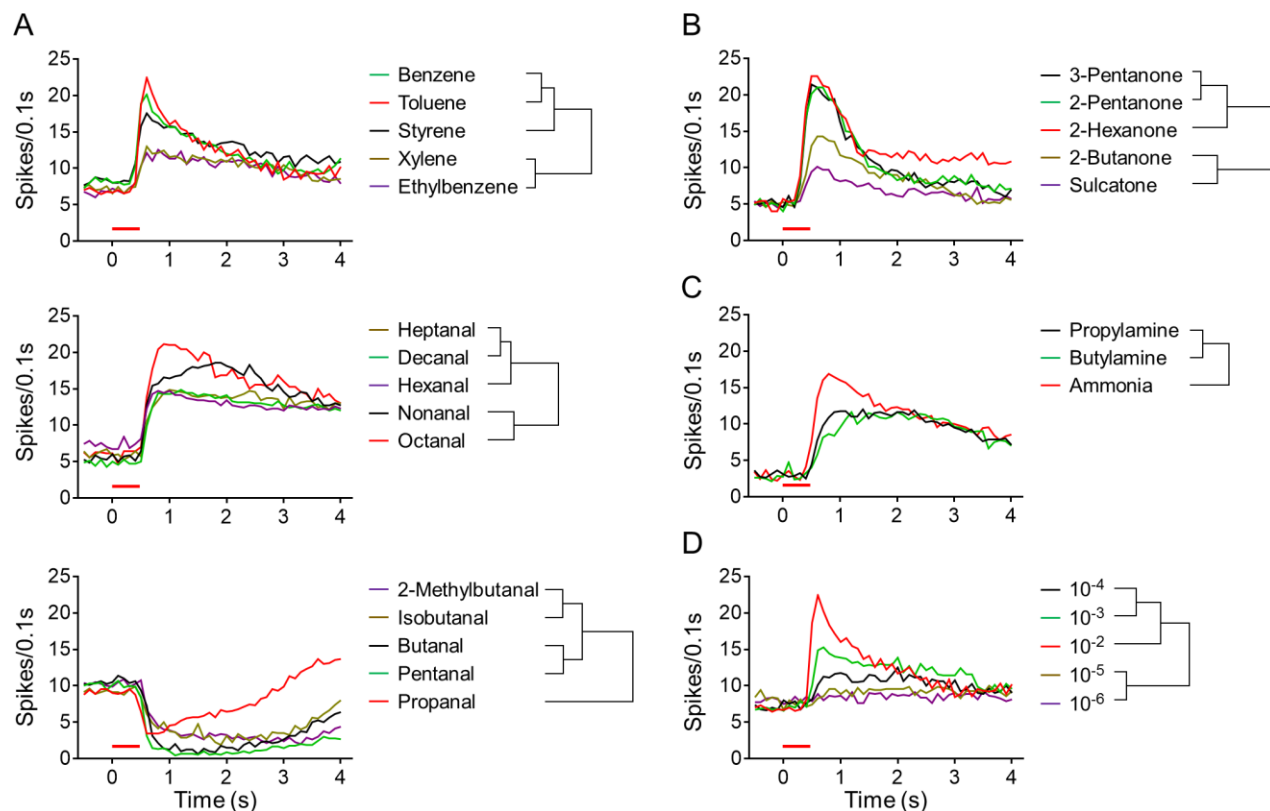 A
Spikes/0.1s
25
20
15
10
5
0
0 1 2 3 4
Benzene
Toluene
Styrene
Xylene
Ethylbenzene
Spikes/0.1s
25
20
15
10
5
0
0 1 2 3 4
Heptanal
Decanal
Hexanal
Nonanal
Octanal
Spikes/0.1s
25
20
15
10
5
0
0 1 2 3 4
Time (s)
2-Methylbutanal
Isobutanal
Butanal
Pentanal
Propanal
B
Spikes/0.1s
25
20
15
10
5
0
0 1 2 3 4
3-Pentanone
2-Pentanone
2-Hexanone
2-Butanone
Sulcatone
C
Spikes/0.1s
25
20
15
10
5
0
0 1 2 3 4
Propylamine
Butylamine
Ammonia
D
Spikes/0.1s
25
20
15
10
5
0
0 1 2 3 4
Time (s)
10⁻⁴
10⁻³
10⁻²
10⁻⁵
10⁻⁶